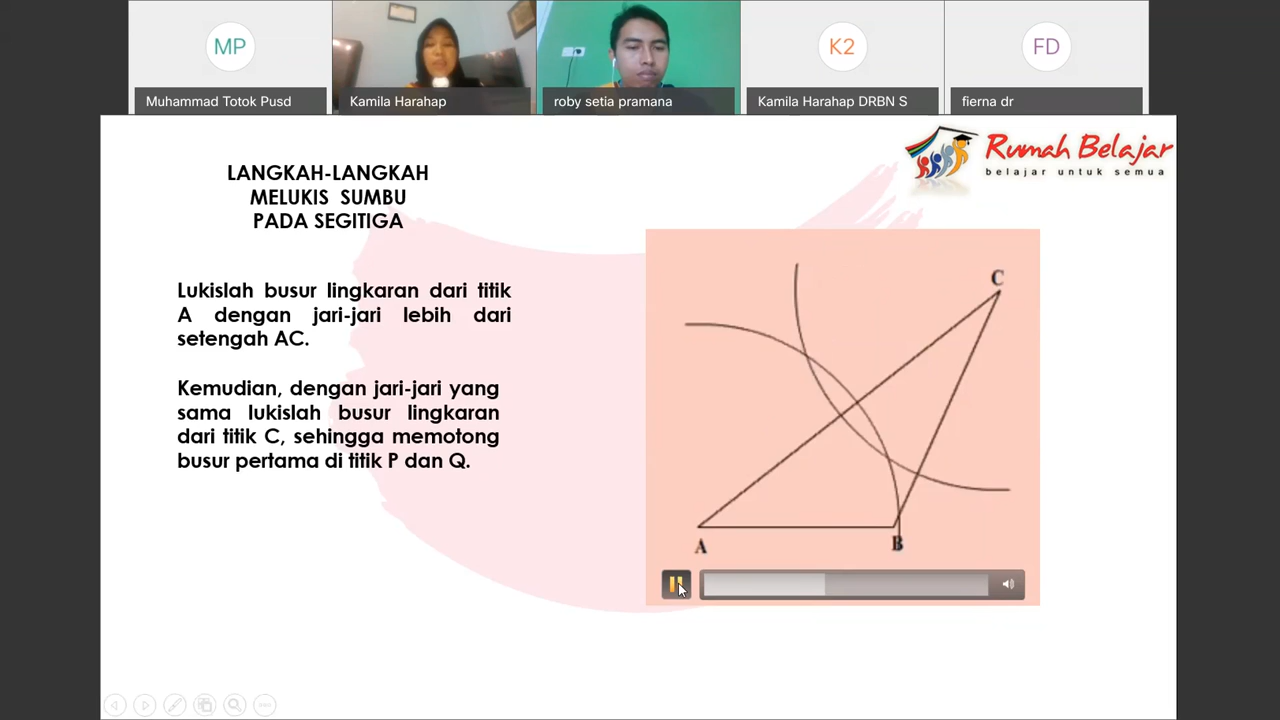 MP
K2
FD
Muhammad Totok Pusd
Kamila Harahap
roby setia pramana
Kamila Harahap DRBN S
fierna dr
Rumah Belajar
belajar untuk semua
LANGKAH-LANGKAH
MELUKIS SUMBU
PADA SEGITIGA
Lukislah busur lingkaran dari titik
A dengan jari-jari lebih dari
setengah AC.
Kemudian, dengan jari-jari yang
sama lukislah busur lingkaran
dari titik C, sehingga memotong
busur pertama di titik P dan Q.
C
A
B